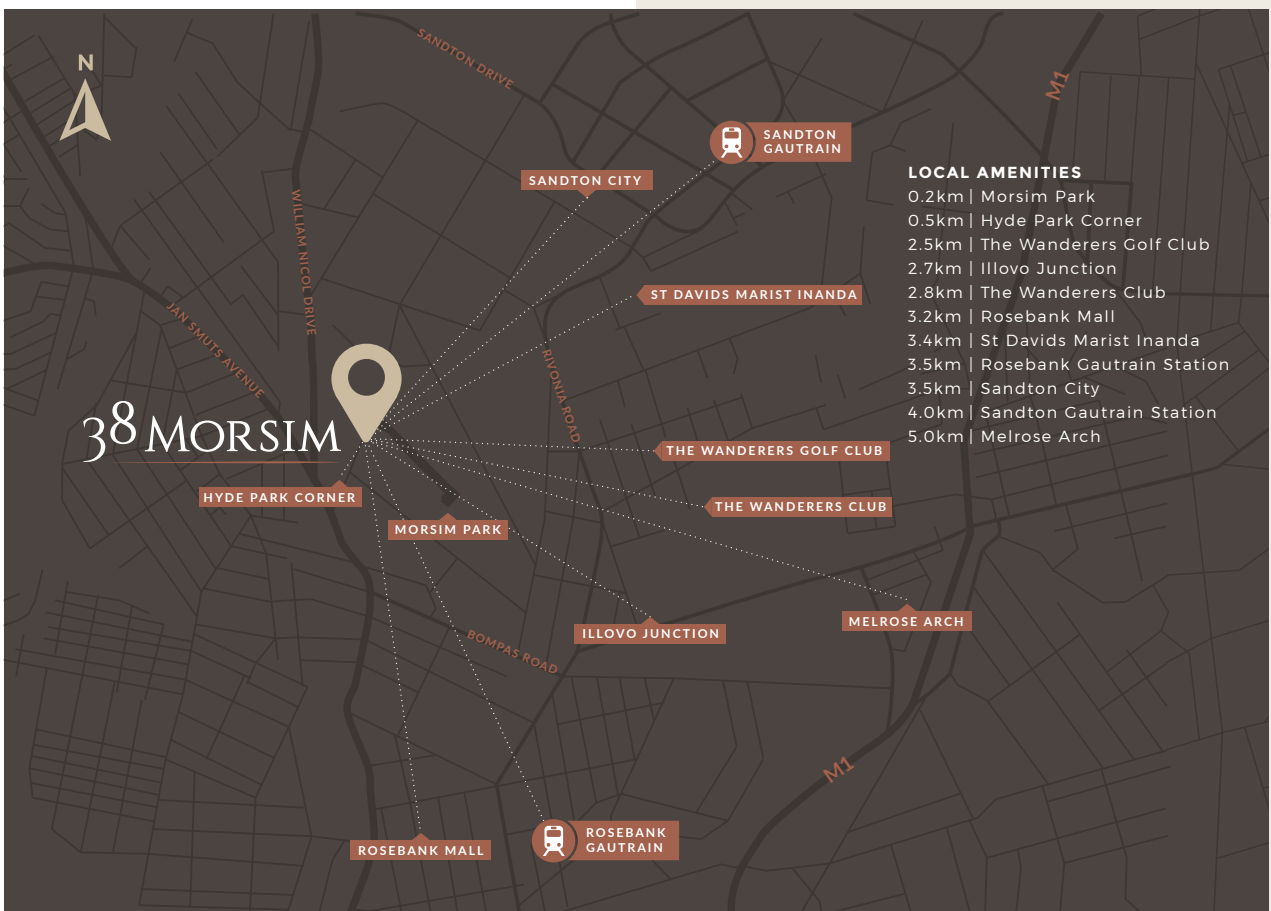 N
SANDTON DRIVE
M1
SANDTON
GAUTRAIN
SANDTON CITY
LOCAL AMENITIES
0.2km | Morsim Park
0.5km | Hyde Park Corner
2.5km | The Wanderers Golf Club
2.7km | Illovo Junction
2.8km | The Wanderers Club
3.2km | Rosebank Mall
3.4km | St Davids Marist Inanda
3.5km | Rosebank Gautrain Station
3.5km | Sandton City
4.0km | Sandton Gautrain Station
5.0km | Melrose Arch
WILLIAM NICOL DRIVE
ST DAVIDS MARIST INANDA
JAN SMUTS AVENUE
RIVONIA ROAD
38 MORSIM
THE WANDERERS GOLF CLUB
HYDE PARK CORNER
THE WANDERERS CLUB
MORSIM PARK
MELROSE ARCH
ILLOVO JUNCTION
BOMPAS ROAD
M1
ROSEBANK
GAUTRAIN
ROSEBANK MALL